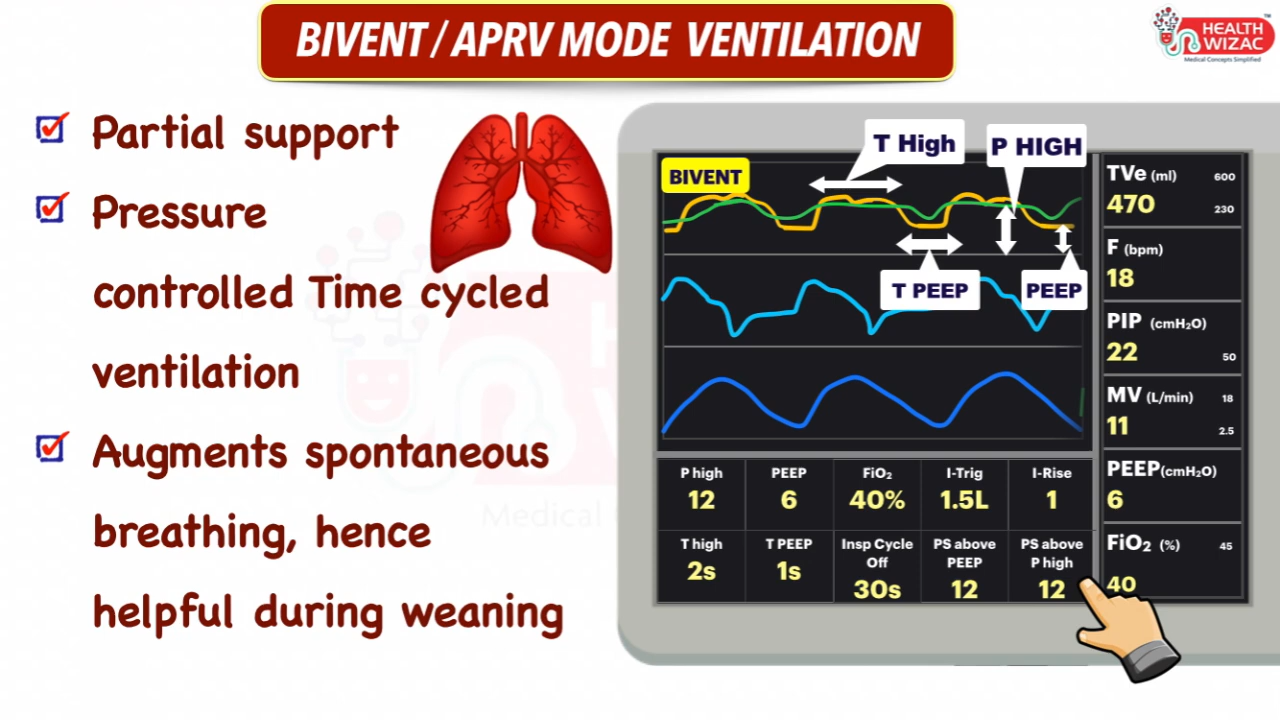 BIVENT / APRV MODE VENTILATION
HEALTH
WIZAC
Medical Concepts Simplified
Partial support
Pressure
controlled Time cycled
ventilation
Augments spontaneous
breathing, hence
helpful during weaning
BIVENT
T High
P HIGH
T PEEP
PEEP
TVe (ml) 600
470 230
F (bpm)
18
PIP (cmH₂O)
22 50
MV (L/min) 18
11 2.5
PEEP(cmH₂O)
6
FiO₂ (%) 45
40
P high PEEP FiO₂ I-Trig I-Rise
12 6 40% 1.5L 1
T high T PEEP Insp Cycle PS above PS above
Off PEEP P high
2s 1s 30s 12 12
Medical